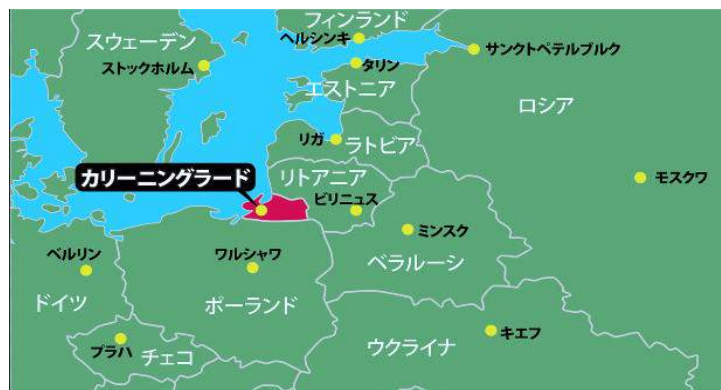 フィンランド
スウェーデン
ヘルシンキ
サンクトペテルブルク
ストックホルム
タリン
エストニア
ロシア
リガ
ラトビア
カリーニングラード
リトアニア
モスクワ
ビリニュス
ミンスク
ベルリン
ワルシャワ
ベラルーシ
ドイツ
ポーランド
キエフ
プラハ
チェコ
ウクライナ